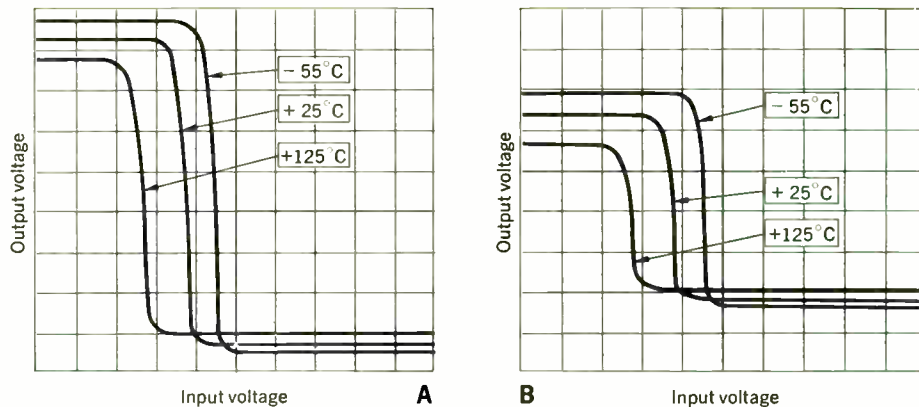 Output voltage
- 55°C
+ 25°C
+125°C
Input voltage
A
Output voltage
- 55°C
+ 25°C
+125°C
B
Input voltage